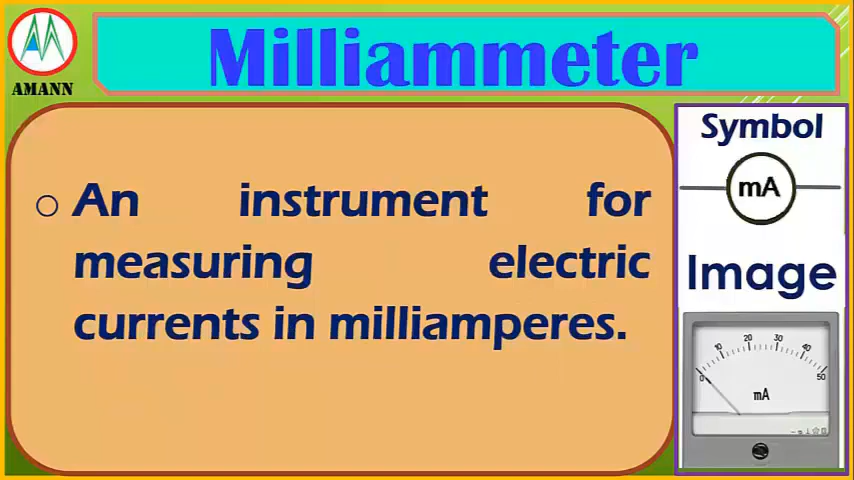 AMANN
Milliammeter
An instrument for
measuring electric
currents in milliamperes.
Symbol
mA
Image
0 10 20 30 40 50
mA